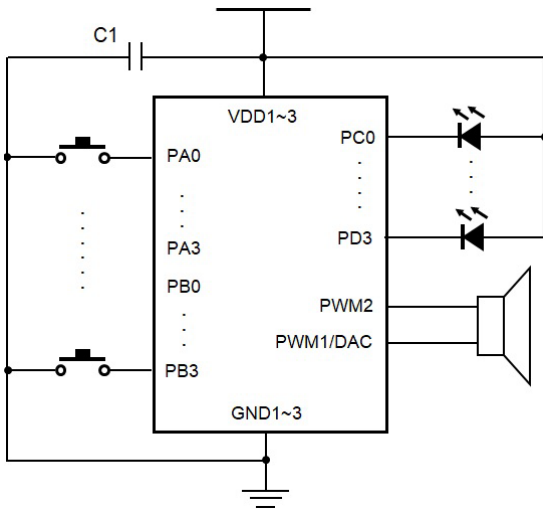 C1
VDD1~3
PC0
PA0
PA3
PD3
PB0
PWM2
PWM1/DAC
PB3
GND1~3